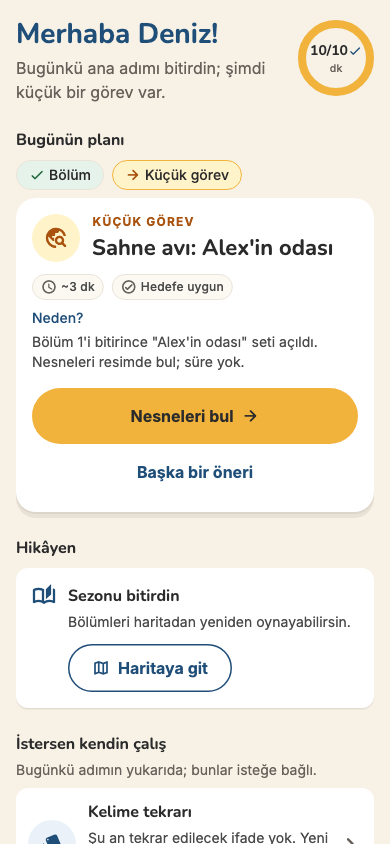 Merhaba Deniz!
Bugünkü ana adımı bitirdin; şimdi
küçük bir görev var.
10/10
dk
Bugünün planı
Bölüm
Küçük görev
KÜÇÜK GÖREV
Sahne avı: Alex'in odası
~3 dk
Hedefe uygun
Neden?
Bölüm 1'i bitirince "Alex'in odası" seti açıldı.
Nesneleri resimde bul; süre yok.
Nesneleri bul
Başka bir öneri
Hikâyen
Sezonu bitirdin
Bölümleri haritadan yeniden oynayabilirsin.
Haritaya git
İstersen kendin çalış
Bugünkü adımın yukarıda; bunlar isteğe bağlı.
Kelime tekrarı
Şu an tekrar edilecek ifade yok. Yeni